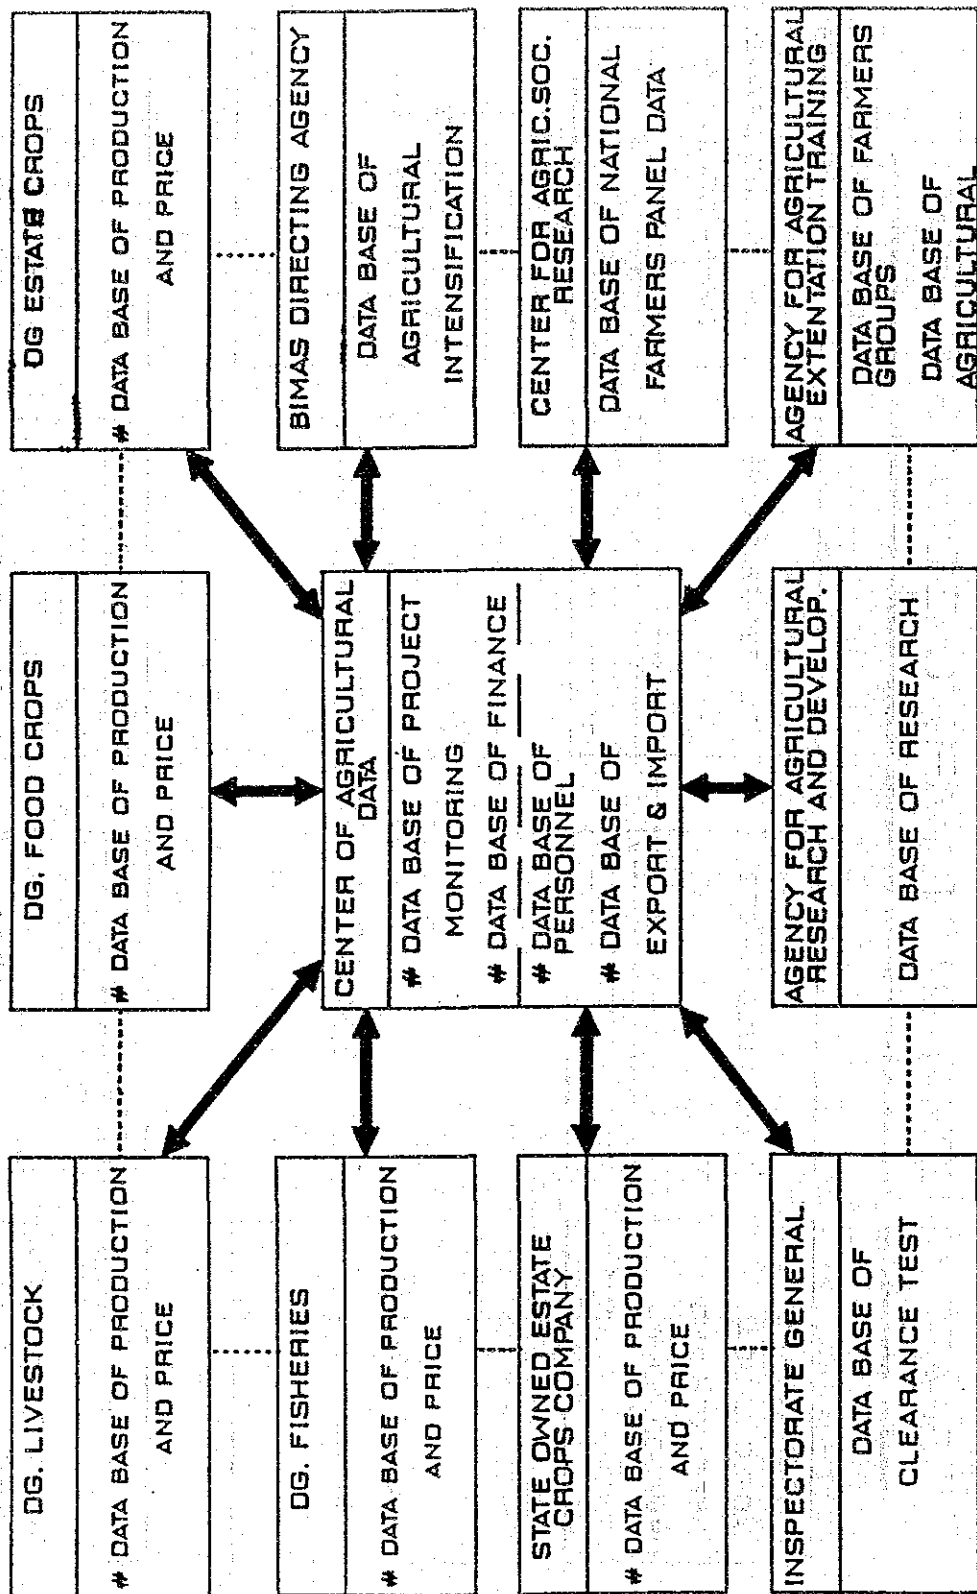 DG. LIVESTOCK
# DATA BASE OF PRODUCTION
AND PRICE
DG. FOOD CROPS
# DATA BASE OF PRODUCTION
AND PRICE
DG ESTATE CROPS
# DATA BASE OF PRODUCTION
AND PRICE
DG. FISHERIES
# DATA BASE OF PRODUCTION
AND PRICE
CENTER OF AGRICULTURAL
DATA
# DATA BASE OF PROJECT
MONITORING
# DATA BASE OF FINANCE
# DATA BASE OF
PERSONNEL
# DATA BASE OF
EXPORT & IMPORT
BIMAS DIRECTING AGENCY
DATA BASE OF
AGRICULTURAL
INTENSIFICATION
STATE OWNED ESTATE
CROPS COMPANY
# DATA BASE OF PRODUCTION
AND PRICE
CENTER FOR AGRIC.SOC.
RESEARCH
DATA BASE OF NATIONAL
FARMERS PANEL DATA
INSPECTORATE GENERAL
DATA BASE OF
CLEARANCE TEST
AGENCY FOR AGRICULTURAL
RESEARCH AND DEVELOP.
DATA BASE OF RESEARCH
AGENCY FOR AGRICULTURAL
EXTENTATION TRAINING
DATA BASE OF FARMERS
GROUPS
DATA BASE OF
AGRICULTURAL